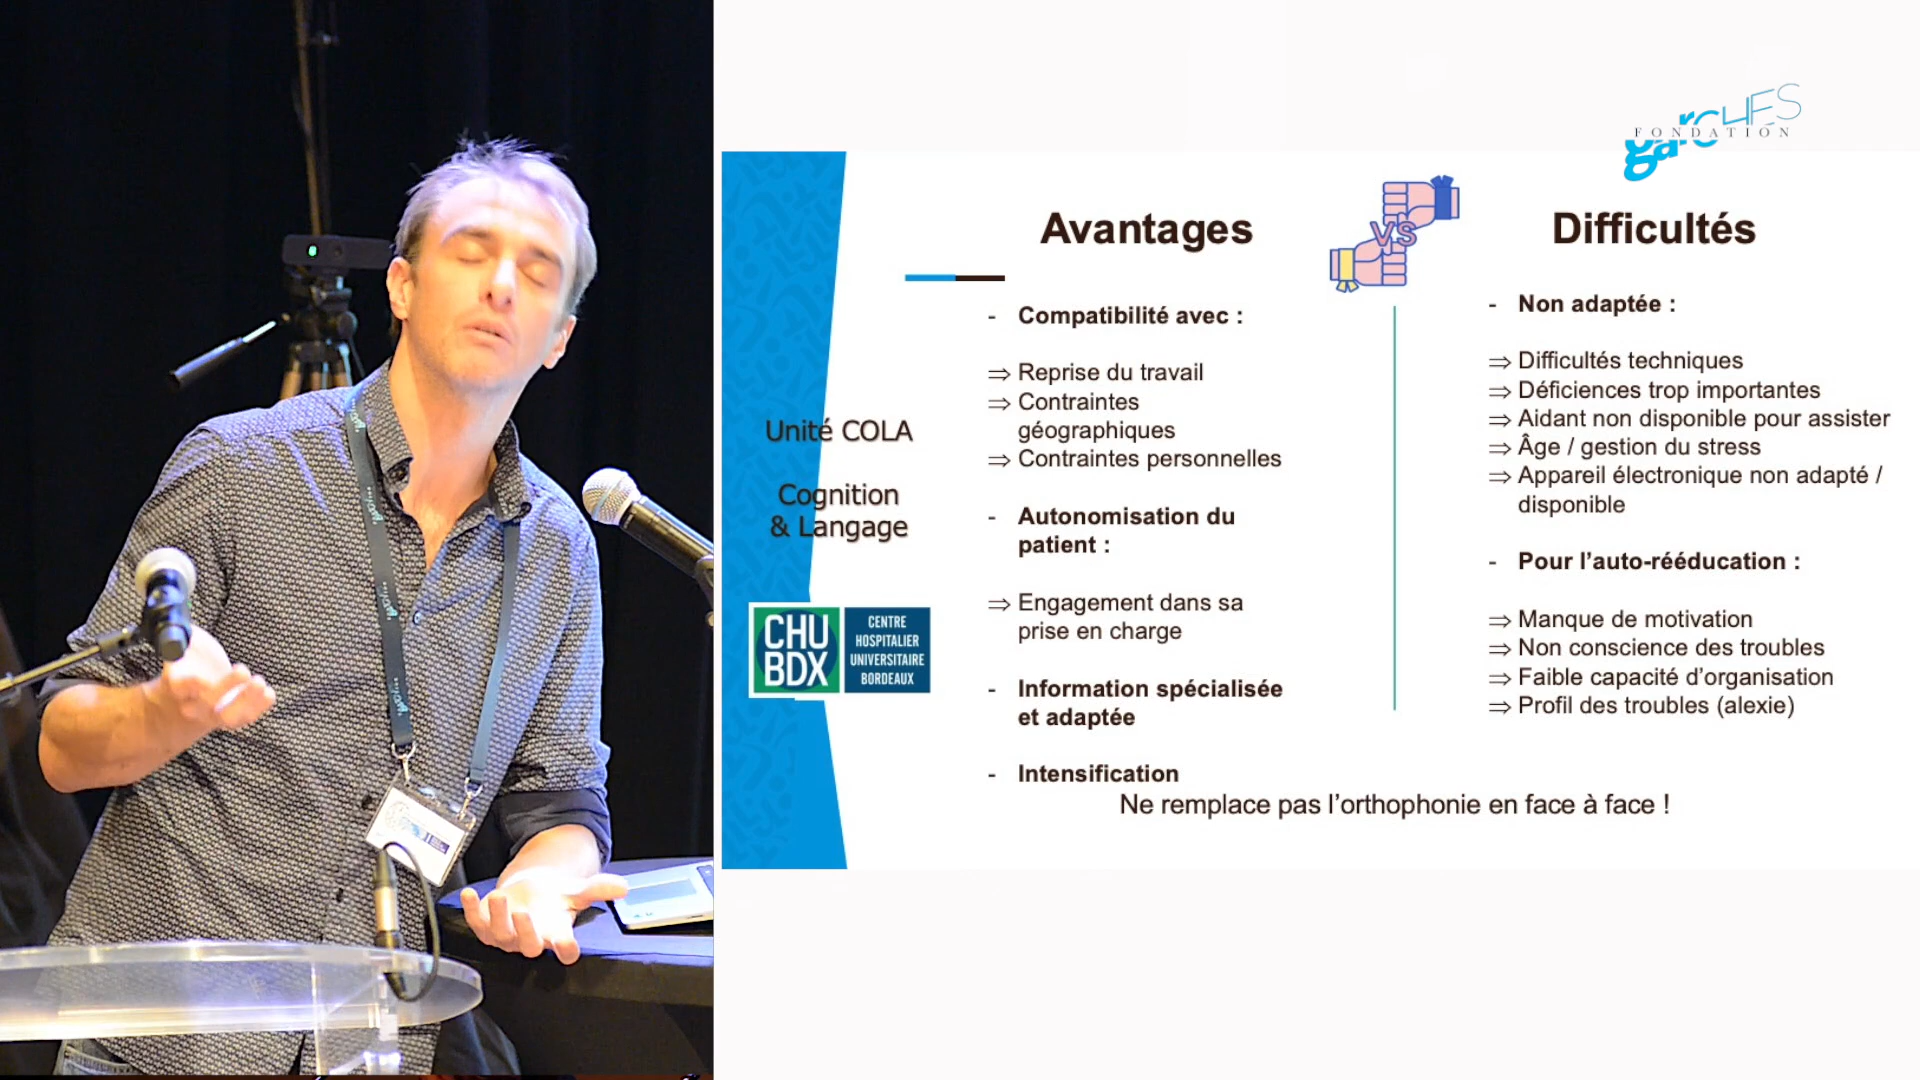 garcHES
FONDATION
Avantages
VS
Difficultés
- Compatibilité avec :
⇒ Reprise du travail
⇒ Contraintes
géographiques
⇒ Contraintes personnelles
- Autonomisation du
patient :
⇒ Engagement dans sa
prise en charge
- Information spécialisée
et adaptée
- Intensification
- Non adaptée :
⇒ Difficultés techniques
⇒ Déficiences trop importantes
⇒ Aidant non disponible pour assister
⇒ Âge / gestion du stress
⇒ Appareil électronique non adapté /
disponible
- Pour l’auto-rééducation :
⇒ Manque de motivation
⇒ Non conscience des troubles
⇒ Faible capacité d’organisation
⇒ Profil des troubles (alexie)
Ne remplace pas l’orthophonie en face à face !
Unité COLA
Cognition
& Langage
CHU
BDX
CENTRE
HOSPITALIER
UNIVERSITAIRE
BORDEAUX